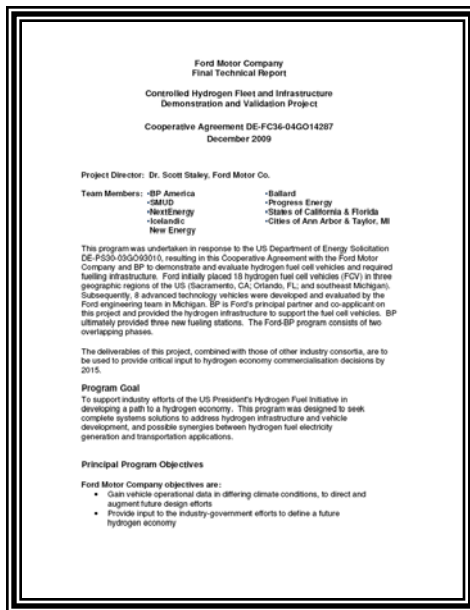 Ford Motor Company
Final Technical Report
Controlled Hydrogen Fleet and Infrastructure
Demonstration and Validation Project
Cooperative Agreement DE-FC36-04GO14287
December 2009
Project Director: Dr. Scott Staley, Ford Motor Co.
Team Members: •BP America •Ballard
•SMUD •Progress Energy
•NextEnergy •States of California & Florida
•Icelandic •Cities of Ann Arbor & Taylor, MI
New Energy
This program was undertaken in response to the US Department of Energy Solicitation
DE-PS30-03GO93010, resulting in this Cooperative Agreement with the Ford Motor
Company and BP to demonstrate and evaluate hydrogen fuel cell vehicles and required
fuelling infrastructure. Ford initially placed 18 hydrogen fuel cell vehicles (FCV) in three
geographic regions of the US (Sacramento, CA; Orlando, FL; and southeast Michigan).
Subsequently, 8 advanced technology vehicles were developed and evaluated by the
Ford engineering team in Michigan. BP is Ford's principal partner and co-applicant on
this project and provided the hydrogen infrastructure to support the fuel cell vehicles. BP
ultimately provided three new fueling stations. The Ford-BP program consists of two
overlapping phases.
The deliverables of this project, combined with those of other industry consortia, are to
be used to provide critical input to hydrogen economy commercialisation decisions by
2015.
Program Goal
To support industry efforts of the US President's Hydrogen Fuel Initiative in
developing a path to a hydrogen economy. This program was designed to seek
complete systems solutions to address hydrogen infrastructure and vehicle
development, and possible synergies between hydrogen fuel electricity
generation and transportation applications.
Principal Program Objectives
Ford Motor Company objectives are:
• Gain vehicle operational data in differing climate conditions, to direct and
augment future design efforts
• Provide input to the industry-government efforts to define a future
hydrogen economy